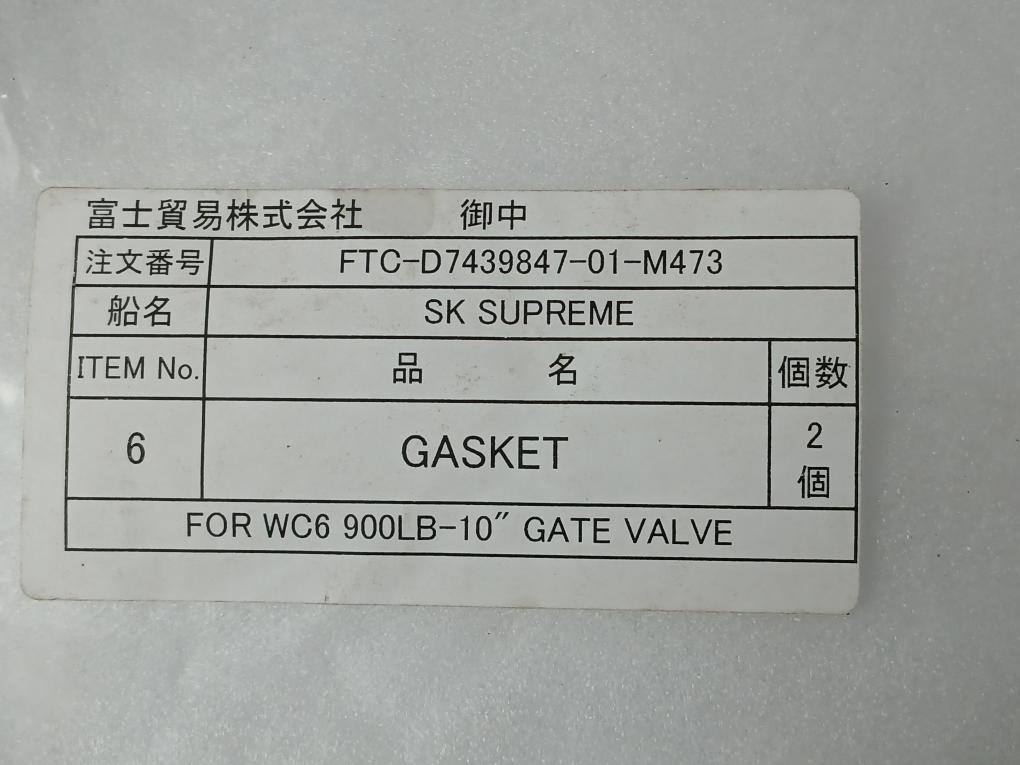 富士貿易株式会社 御中
注文番号 FTC-D7439847-01-M473
船名 SK SUPREME
ITEM No. 品名 個数
6 GASKET 2個
FOR WC6 900LB-10" GATE VALVE